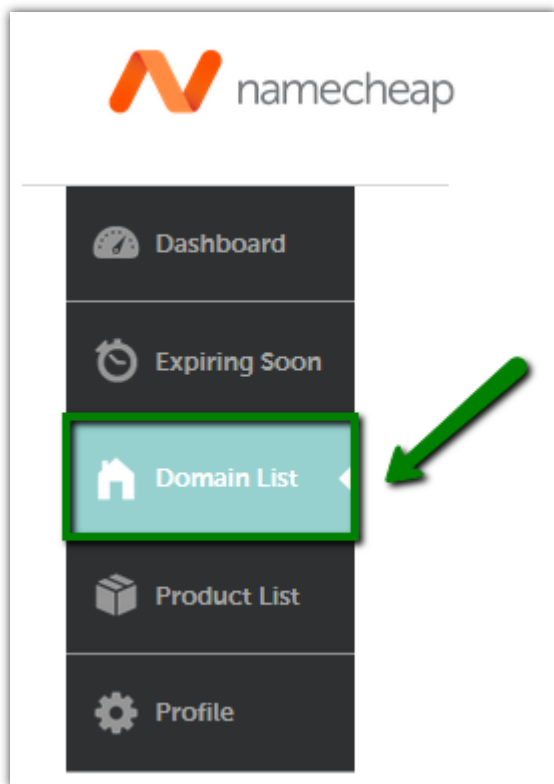 namecheap
Dashboard
Expiring Soon
Domain List
Product List
Profile